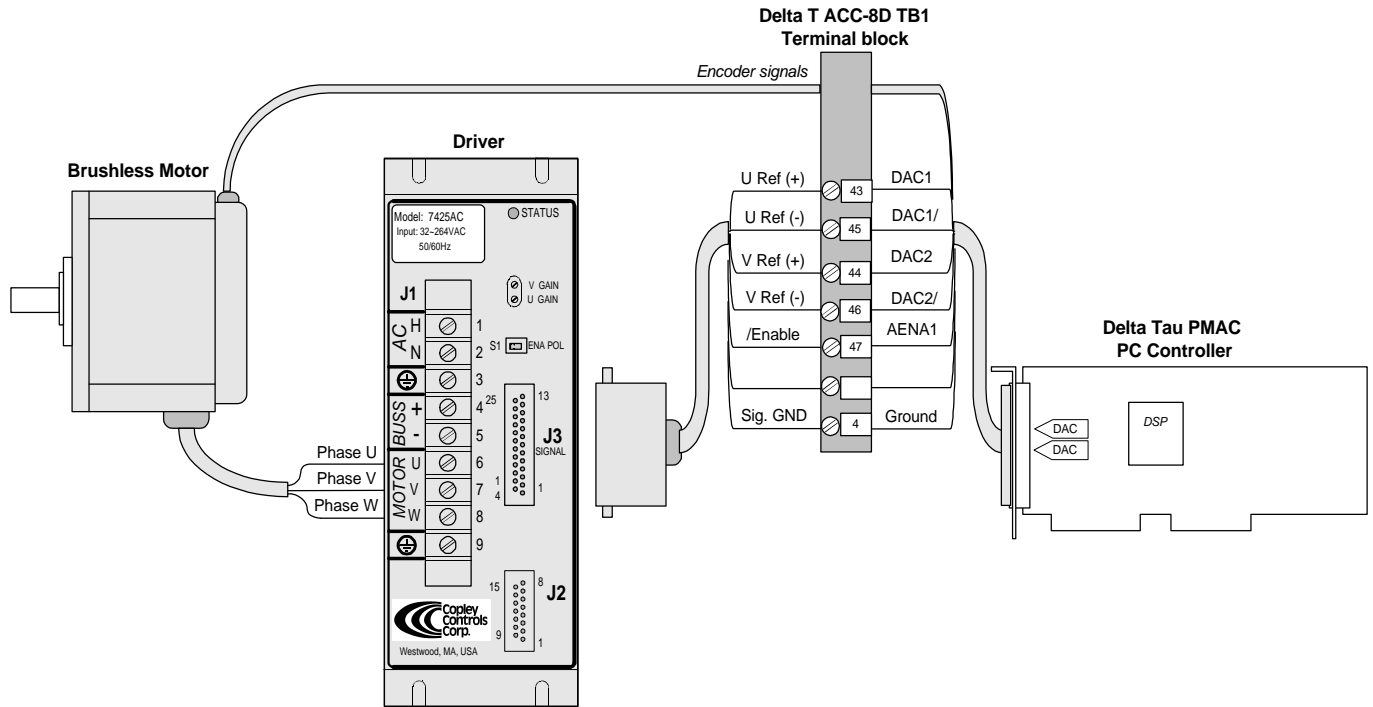 Delta T ACC-8D TB1
Terminal block
Encoder signals
Driver
Brushless Motor
Model: 7425AC
Input: 32~264VAC
50/60Hz
STATUS
V GAIN
U GAIN
J1
AC
H
1
N
2
S1
ENA POL
3
BUSS
+
4
-
5
MOTOR
U
6
V
7
W
8
9
25
13
J3
SIGNAL
1
4
1
15
8
J2
9
1
Copley
Controls
Corp.
Westwood, MA, USA
Phase U
Phase V
Phase W
U Ref (+)
43
DAC1
U Ref (-)
45
DAC1/
V Ref (+)
44
DAC2
V Ref (-)
46
DAC2/
/Enable
47
AENA1
Sig. GND
4
Ground
Delta Tau PMAC
PC Controller
DAC
DAC
DSP